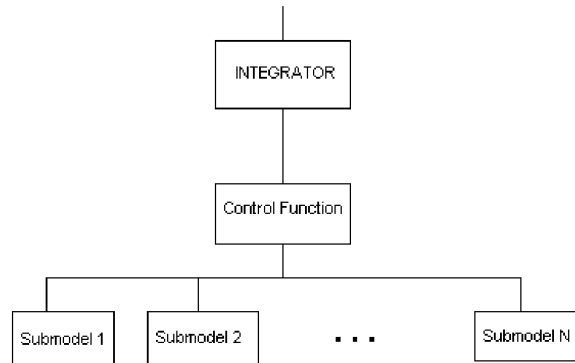 INTEGRATOR
Control Function
Submodel 1
Submodel 2
. . .
Submodel N